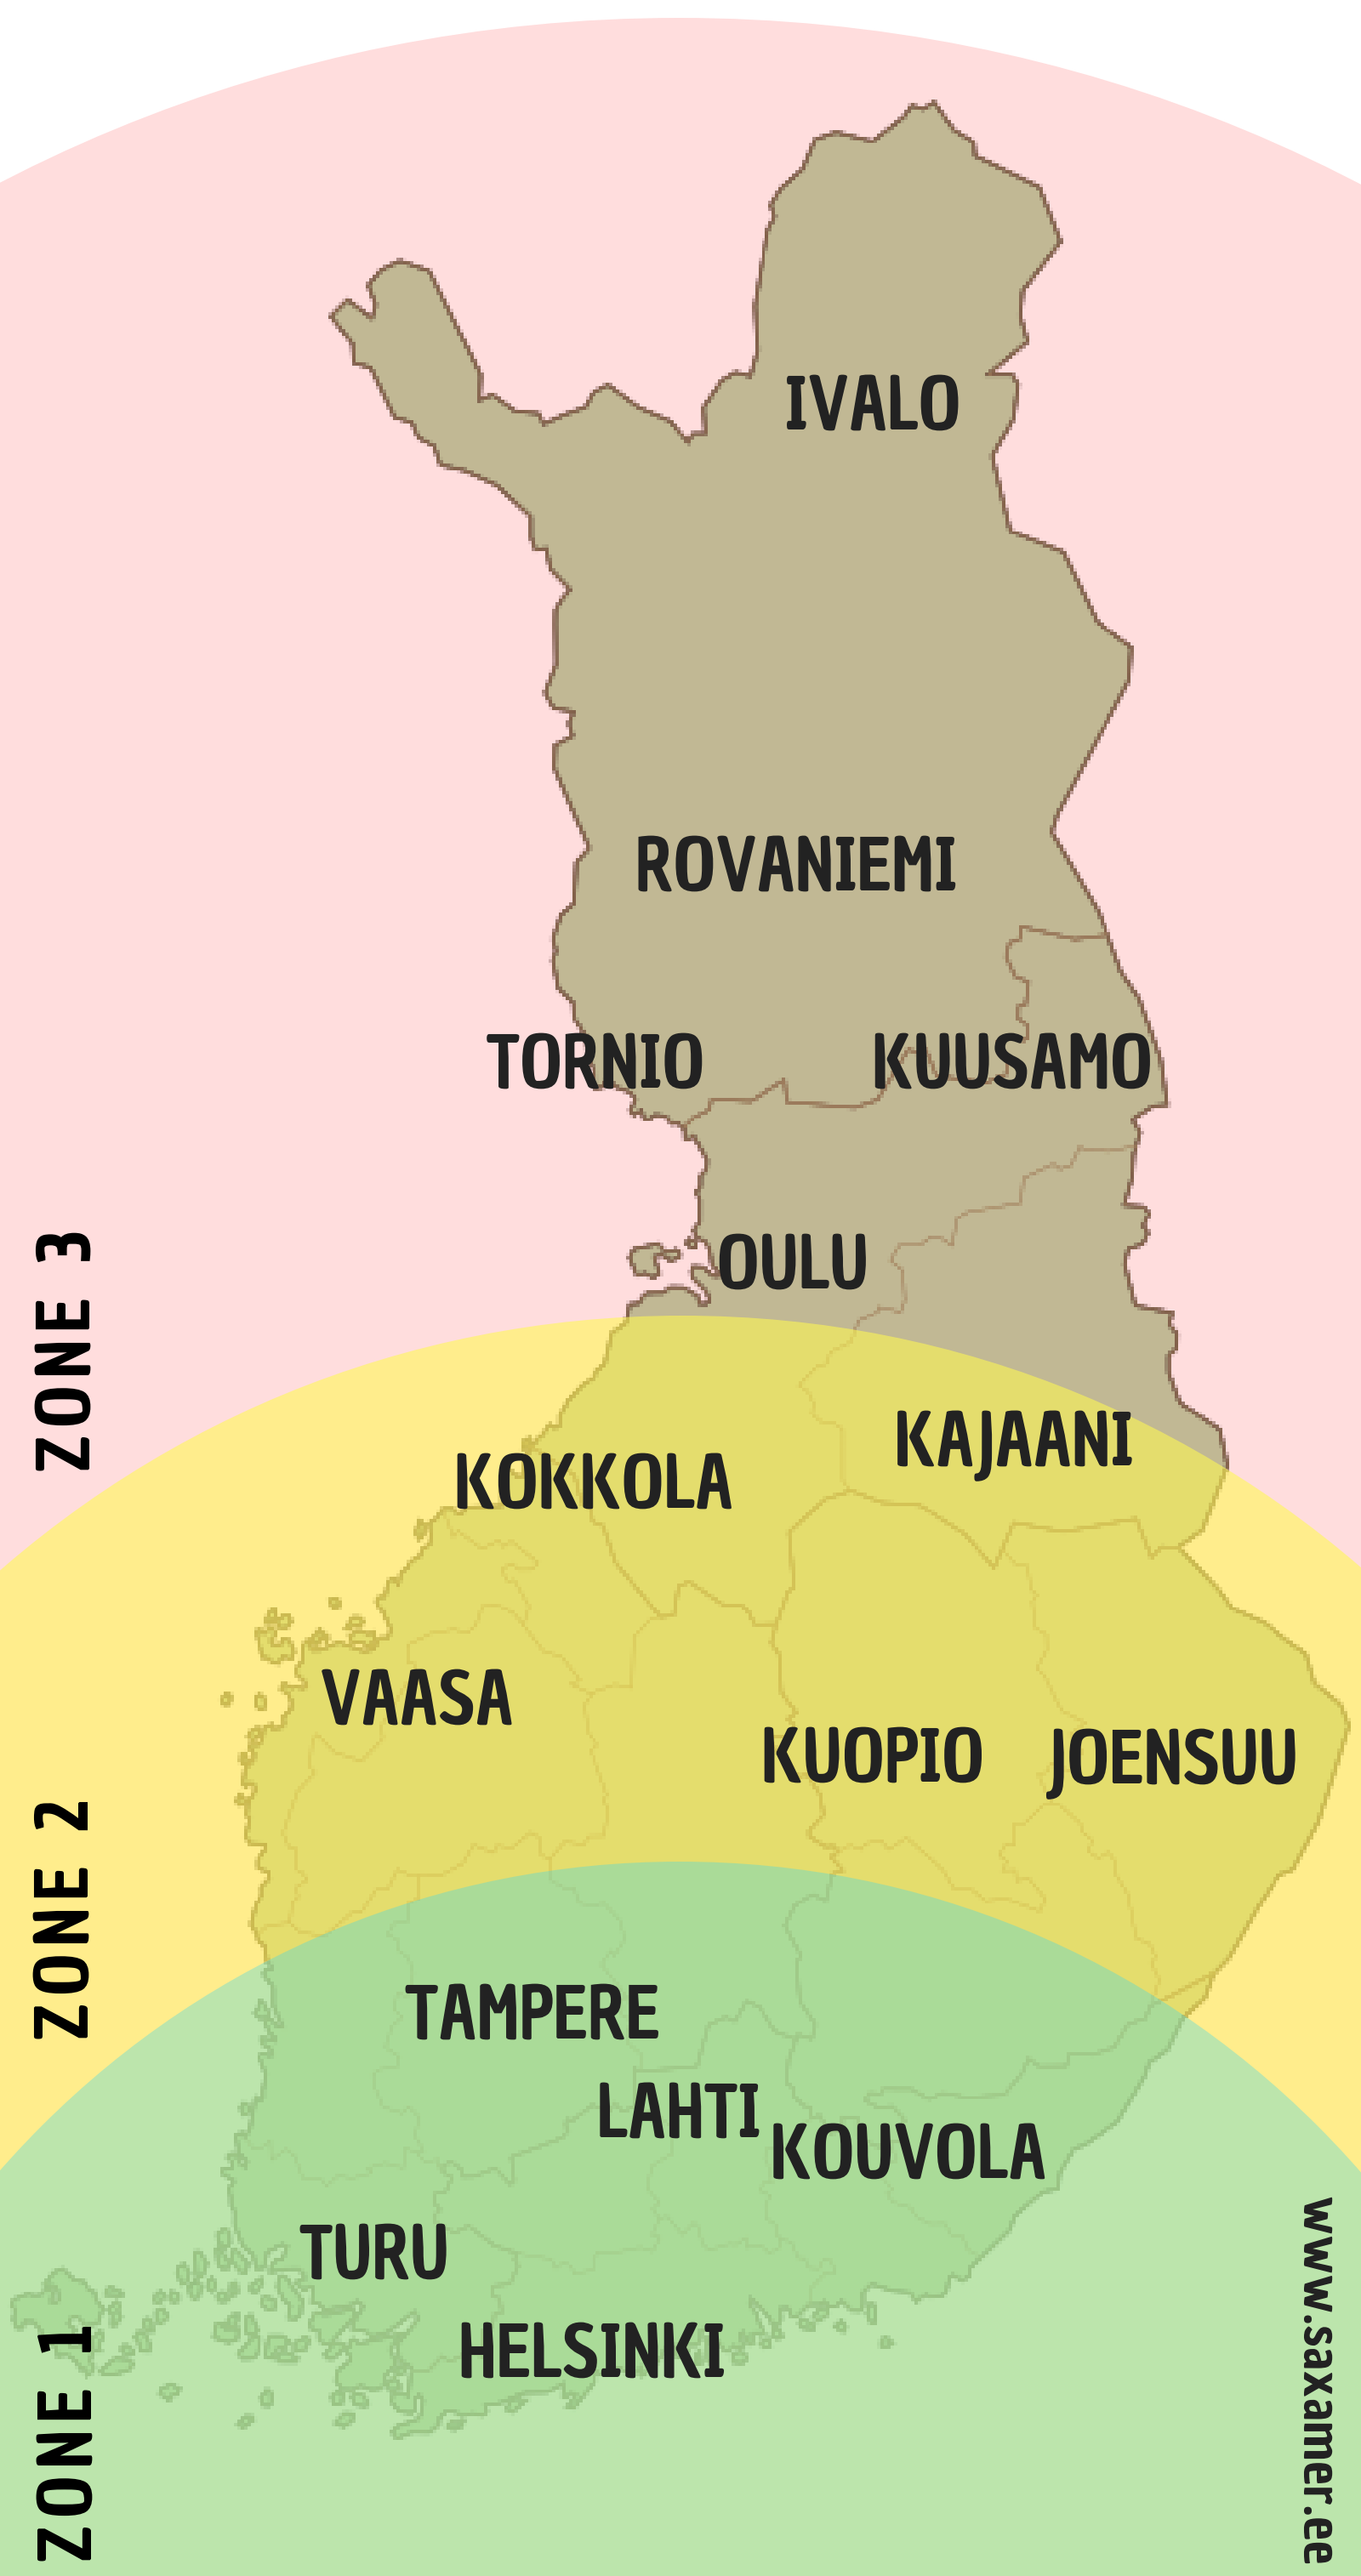 IVALO
ROVANIEMI
TORNIO
KUUSAMO
OULU
ZONE 3
KAJAANI
KOKKOLA
VAASA
KUOPIO
JOENSUU
ZONE 2
TAMPERE
LAHTI
KOUVOLA
TURU
HELSINKI
ZONE 1
www.saxamer.ee